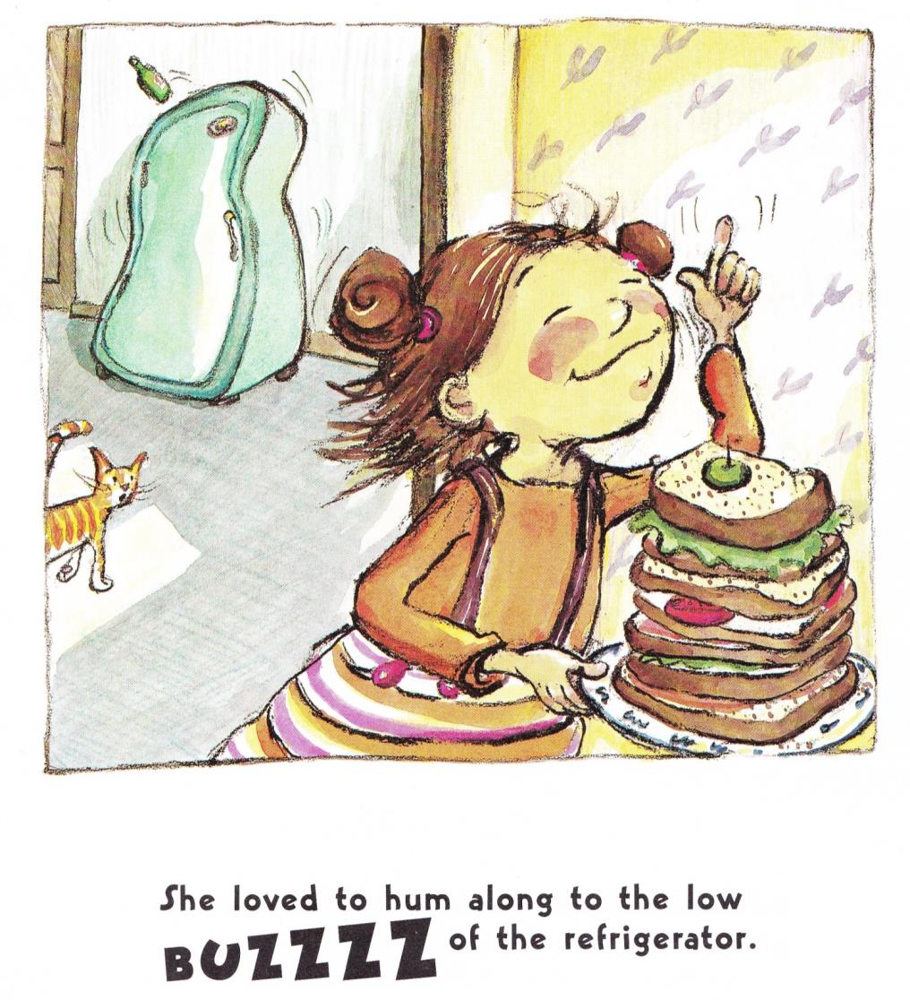 She loved to hum along to the low
BUZZZZ of the refrigerator.